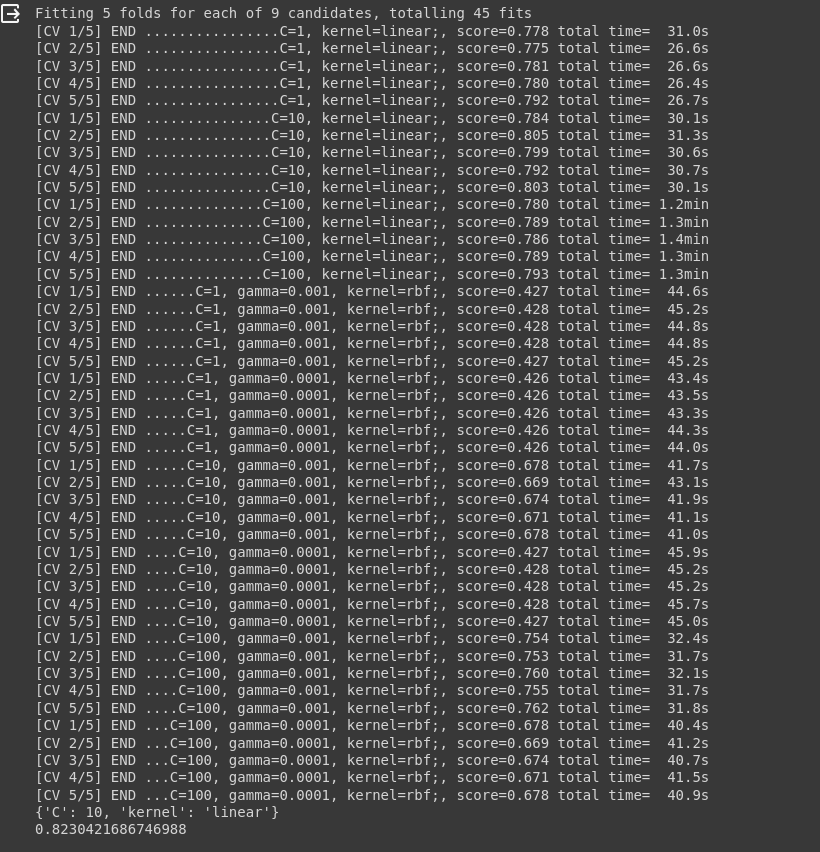 Fitting 5 folds for each of 9 candidates, totalling 45 fits
[CV 1/5] END ................C=1, kernel=linear;, score=0.778 total time=  31.0s
[CV 2/5] END ................C=1, kernel=linear;, score=0.775 total time=  26.6s
[CV 3/5] END ................C=1, kernel=linear;, score=0.781 total time=  26.6s
[CV 4/5] END ................C=1, kernel=linear;, score=0.780 total time=  26.4s
[CV 5/5] END ................C=1, kernel=linear;, score=0.792 total time=  26.7s
[CV 1/5] END ...............C=10, kernel=linear;, score=0.784 total time=  30.1s
[CV 2/5] END ...............C=10, kernel=linear;, score=0.805 total time=  31.3s
[CV 3/5] END ...............C=10, kernel=linear;, score=0.799 total time=  30.6s
[CV 4/5] END ...............C=10, kernel=linear;, score=0.792 total time=  30.7s
[CV 5/5] END ...............C=10, kernel=linear;, score=0.803 total time=  30.1s
[CV 1/5] END ..............C=100, kernel=linear;, score=0.780 total time= 1.2min
[CV 2/5] END ..............C=100, kernel=linear;, score=0.789 total time= 1.3min
[CV 3/5] END ..............C=100, kernel=linear;, score=0.786 total time= 1.4min
[CV 4/5] END ..............C=100, kernel=linear;, score=0.789 total time= 1.3min
[CV 5/5] END ..............C=100, kernel=linear;, score=0.793 total time= 1.3min
[CV 1/5] END ......C=1, gamma=0.001, kernel=rbf;, score=0.427 total time=  44.6s
[CV 2/5] END ......C=1, gamma=0.001, kernel=rbf;, score=0.428 total time=  45.2s
[CV 3/5] END ......C=1, gamma=0.001, kernel=rbf;, score=0.428 total time=  44.8s
[CV 4/5] END ......C=1, gamma=0.001, kernel=rbf;, score=0.428 total time=  44.8s
[CV 5/5] END ......C=1, gamma=0.001, kernel=rbf;, score=0.427 total time=  45.2s
[CV 1/5] END .....C=1, gamma=0.0001, kernel=rbf;, score=0.426 total time=  43.4s
[CV 2/5] END .....C=1, gamma=0.0001, kernel=rbf;, score=0.426 total time=  43.5s
[CV 3/5] END .....C=1, gamma=0.0001, kernel=rbf;, score=0.426 total time=  43.3s
[CV 4/5] END .....C=1, gamma=0.0001, kernel=rbf;, score=0.426 total time=  44.3s
[CV 5/5] END .....C=1, gamma=0.0001, kernel=rbf;, score=0.426 total time=  44.0s
[CV 1/5] END .....C=10, gamma=0.001, kernel=rbf;, score=0.678 total time=  41.7s
[CV 2/5] END .....C=10, gamma=0.001, kernel=rbf;, score=0.669 total time=  43.1s
[CV 3/5] END .....C=10, gamma=0.001, kernel=rbf;, score=0.674 total time=  41.9s
[CV 4/5] END .....C=10, gamma=0.001, kernel=rbf;, score=0.671 total time=  41.1s
[CV 5/5] END .....C=10, gamma=0.001, kernel=rbf;, score=0.678 total time=  41.0s
[CV 1/5] END ....C=10, gamma=0.0001, kernel=rbf;, score=0.427 total time=  45.9s
[CV 2/5] END ....C=10, gamma=0.0001, kernel=rbf;, score=0.428 total time=  45.2s
[CV 3/5] END ....C=10, gamma=0.0001, kernel=rbf;, score=0.428 total time=  45.2s
[CV 4/5] END ....C=10, gamma=0.0001, kernel=rbf;, score=0.428 total time=  45.7s
[CV 5/5] END ....C=10, gamma=0.0001, kernel=rbf;, score=0.427 total time=  45.0s
[CV 1/5] END ....C=100, gamma=0.001, kernel=rbf;, score=0.754 total time=  32.4s
[CV 2/5] END ....C=100, gamma=0.001, kernel=rbf;, score=0.753 total time=  31.7s
[CV 3/5] END ....C=100, gamma=0.001, kernel=rbf;, score=0.760 total time=  32.1s
[CV 4/5] END ....C=100, gamma=0.001, kernel=rbf;, score=0.755 total time=  31.7s
[CV 5/5] END ....C=100, gamma=0.001, kernel=rbf;, score=0.762 total time=  31.8s
[CV 1/5] END ...C=100, gamma=0.0001, kernel=rbf;, score=0.678 total time=  40.4s
[CV 2/5] END ...C=100, gamma=0.0001, kernel=rbf;, score=0.669 total time=  41.2s
[CV 3/5] END ...C=100, gamma=0.0001, kernel=rbf;, score=0.674 total time=  40.7s
[CV 4/5] END ...C=100, gamma=0.0001, kernel=rbf;, score=0.671 total time=  41.5s
[CV 5/5] END ...C=100, gamma=0.0001, kernel=rbf;, score=0.678 total time=  40.9s
{'C': 10, 'kernel': 'linear'}
0.8230421686746988